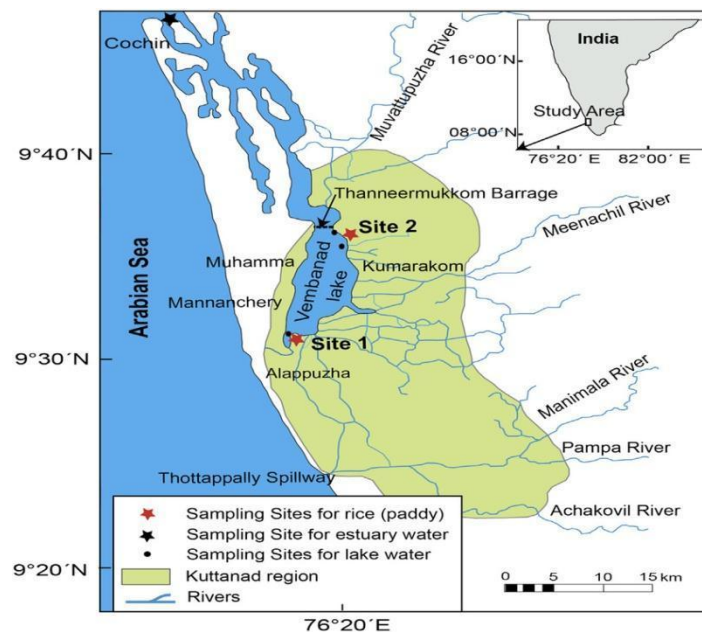 Cochin
Muvattupuzha River
India
16°00´N
Study Area
08°00´N
76°20´E
82°00´E
9°40´N
Thanneermukkom Barrage
Site 2
Meenachil River
Muhamma
Kumarakom
Vembanad
lake
Mannanchery
Arabian Sea
Site 1
9°30´N
Alappuzha
Manimala River
Pampa River
Thottappally Spillway
Achakovil River
Sampling Sites for rice (paddy)
Sampling Site for estuary water
Sampling Sites for lake water
Kuttanad region
Rivers
9°20´N
0 5 10 15 km
76°20´E